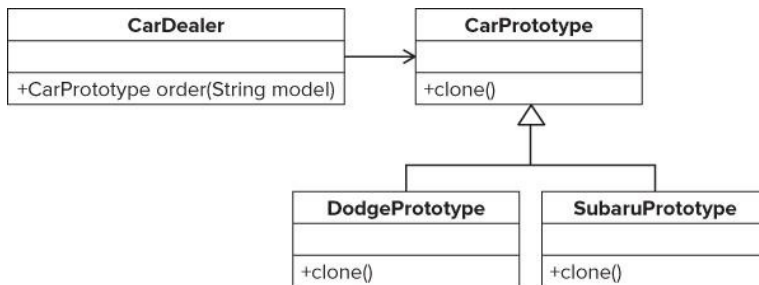 CarDealer
+CarPrototype order(String model)
CarPrototype
+clone()
DodgePrototype
+clone()
SubaruPrototype
+clone()